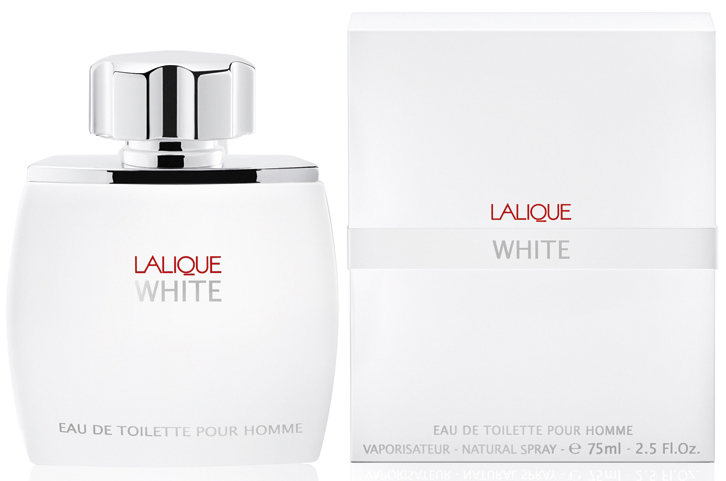 LALIQUE
WHITE
EAU DE TOILETTE POUR HOMME
LALIQUE
WHITE
EAU DE TOILETTE POUR HOMME
VAPORISATEUR - NATURAL SPRAY - ℮ 75ml - 2.5 Fl.Oz.